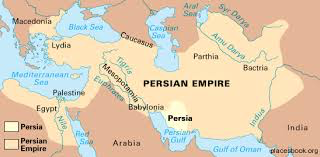 Macedonia
Black Sea
Caucasus
Caspian
Sea
Aral
Sea
Syr Darya
Amu Darya
Lydia
Parthia
Bactria
Mediterranean
Sea
Tigris
Mesopotamia
Euphrates
PERSIAN EMPIRE
Palestine
Babylonia
Persia
Egypt
Nile
Red
Sea
Persian
Gulf
Indus
India
Gulf of Oman
Arabian
Persia
Persian
Empire
placesbook.org